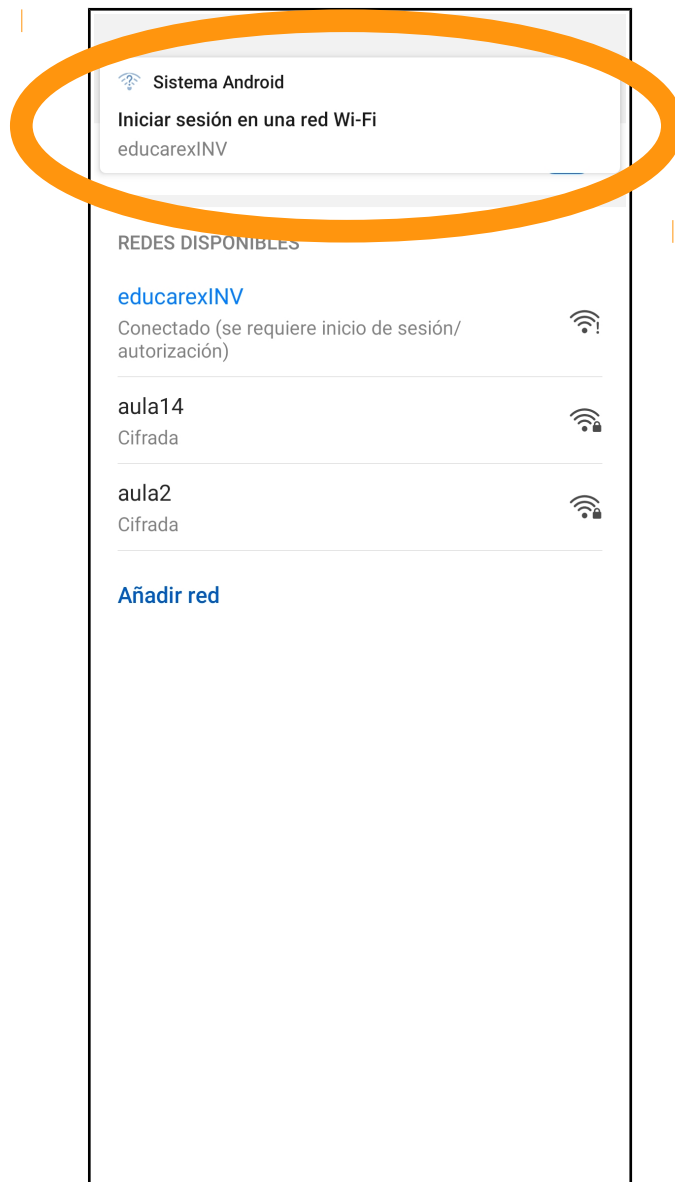 Sistema Android
Iniciar sesión en una red Wi-Fi
educarexINV
REDES DISPONIBLES
educarexINV
Conectado (se requiere inicio de sesión/
autorización)
aula14
Cifrada
aula2
Cifrada
Añadir red